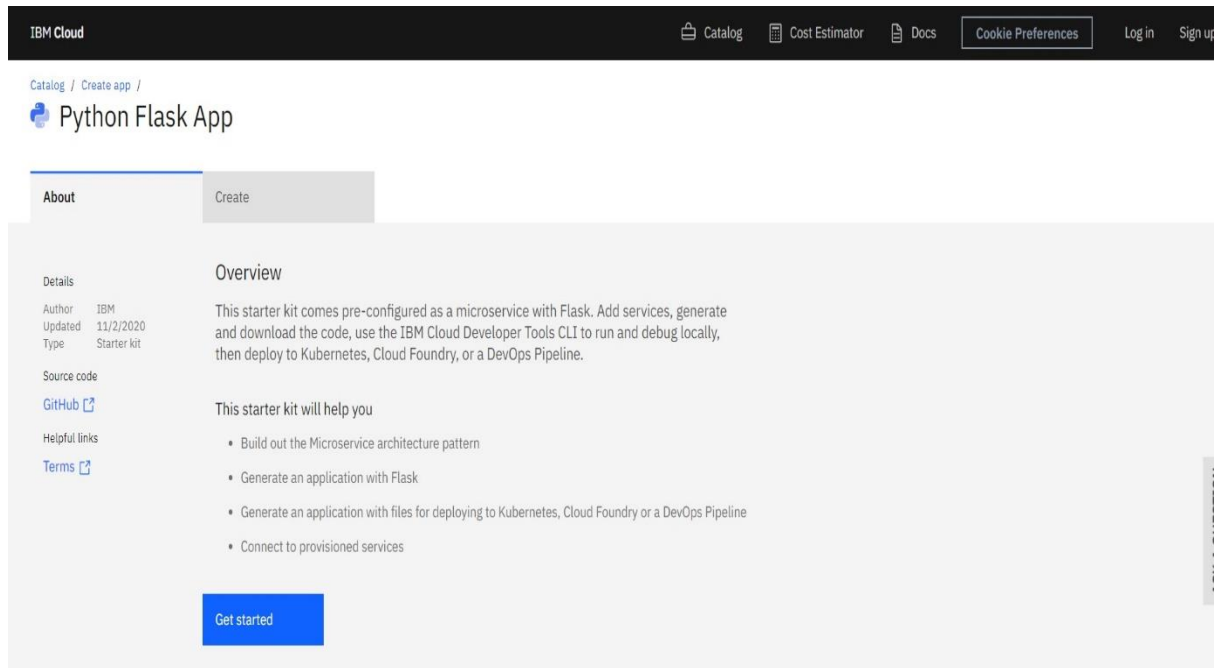 IBM Cloud
Catalog
Cost Estimator
Docs
Cookie Preferences
Log in
Sign up
Catalog / Create app /
Python Flask App
About
Create
Details
Author IBM
Updated 11/2/2020
Type Starter kit
Source code
GitHub
Helpful links
Terms
Overview
This starter kit comes pre-configured as a microservice with Flask. Add services, generate
and download the code, use the IBM Cloud Developer Tools CLI to run and debug locally,
then deploy to Kubernetes, Cloud Foundry, or a DevOps Pipeline.
This starter kit will help you
• Build out the Microservice architecture pattern
• Generate an application with Flask
• Generate an application with files for deploying to Kubernetes, Cloud Foundry or a DevOps Pipeline
• Connect to provisioned services
Get started